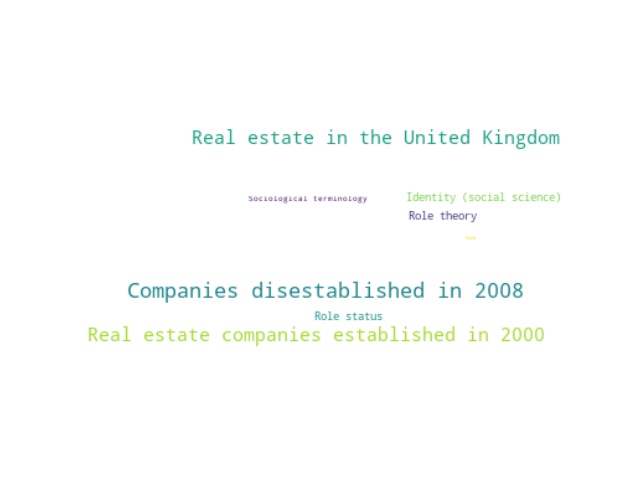 Real estate in the United Kingdom
Sociological terminology
Identity (social science)
Role theory
Companies disestablished in 2008
Role status
Real estate companies established in 2000